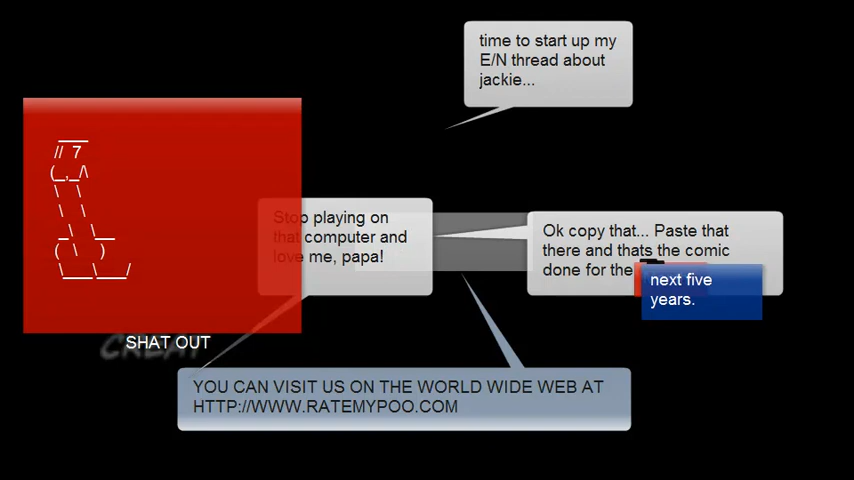 time to start up my
E/N thread about
jackie...
Stop playing on
that computer and
love me, papa!
Ok copy that... Paste that
there and thats the comic
done for the
next five
years.
SHAT OUT
YOU CAN VISIT US ON THE WORLD WIDE WEB AT
HTTP://WWW.RATEMYPOO.COM